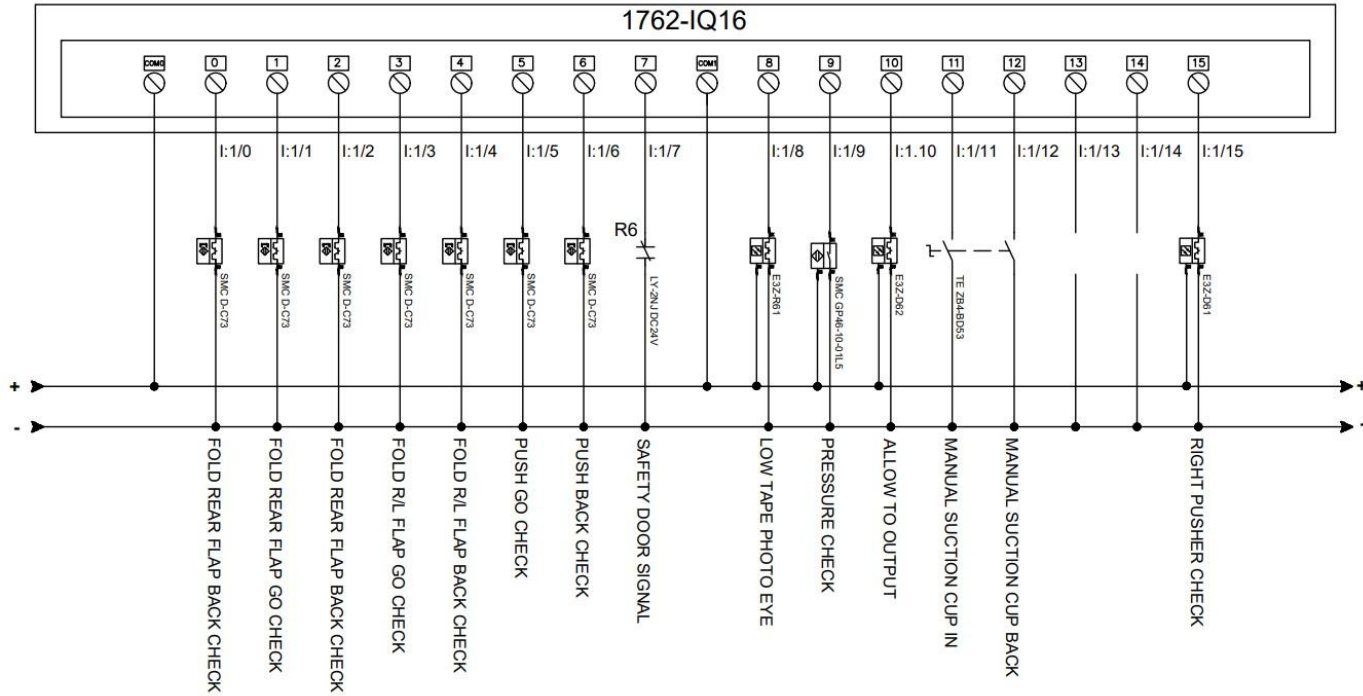 1762-IQ16
COM0
0
1
2
3
4
5
6
7
COM1
8
9
10
11
12
13
14
15
I:1/0
I:1/1
I:1/2
I:1/3
I:1/4
I:1/5
I:1/6
I:1/7
I:1/8
I:1/9
I:1.10
I:1/11
I:1/12
I:1/13
I:1/14
I:1/15
R6
SMC D-C73
SMC D-C73
SMC D-C73
SMC D-C73
SMC D-C73
SMC D-C73
SMC D-C73
LY-2NJ DC24V
E3Z-R61
SMC GP46-10-01L5
E3Z-D62
TE ZB4-BD53
E3Z-D61
+
+
-
-
FOLD REAR FLAP BACK CHECK
FOLD REAR FLAP GO CHECK
FOLD REAR FLAP BACK CHECK
FOLD R/L FLAP GO CHECK
FOLD R/L FLAP BACK CHECK
PUSH GO CHECK
PUSH BACK CHECK
SAFETY DOOR SIGNAL
LOW TAPE PHOTO EYE
PRESSURE CHECK
ALLOW TO OUTPUT
MANUAL SUCTION CUP IN
MANUAL SUCTION CUP BACK
RIGHT PUSHER CHECK